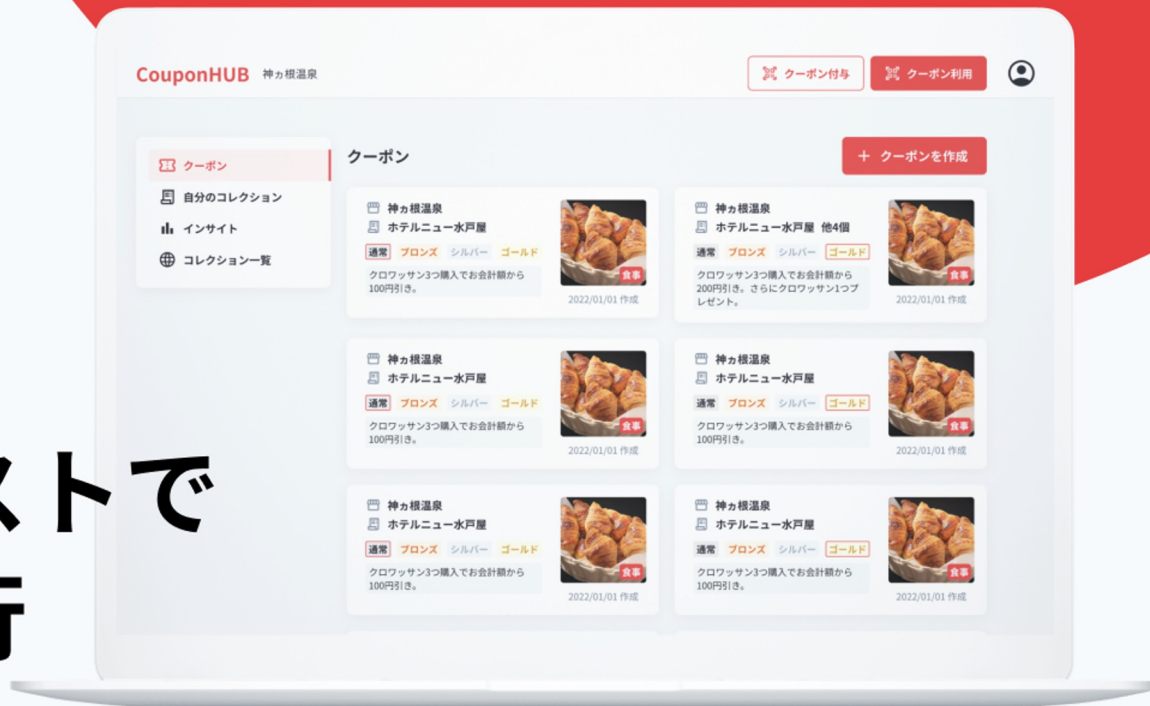 CouponHUB 神ヵ根温泉
クーポン付与
クーポン利用
クーポン
自分のコレクション
インサイト
コレクション一覧
クーポン
+ クーポンを作成
神ヵ根温泉
ホテルニュー水戸屋
通常 ブロンズ シルバー ゴールド
クロワッサン3つ購入でお会計額から
100円引き。
食事
2022/01/01 作成
神ヵ根温泉
ホテルニュー水戸屋 他4個
通常 ブロンズ シルバー ゴールド
クロワッサン3つ購入でお会計額から
200円引き。さらにクロワッサン1つプ
レゼント。
食事
2022/01/01 作成
神ヵ根温泉
ホテルニュー水戸屋
通常 ブロンズ シルバー ゴールド
クロワッサン3つ購入でお会計額から
100円引き。
食事
2022/01/01 作成
神ヵ根温泉
ホテルニュー水戸屋
通常 ブロンズ シルバー ゴールド
クロワッサン3つ購入でお会計額から
100円引き。
食事
2022/01/01 作成
神ヵ根温泉
ホテルニュー水戸屋
通常 ブロンズ シルバー ゴールド
クロワッサン3つ購入でお会計額から
100円引き。
食事
2022/01/01 作成
神ヵ根温泉
ホテルニュー水戸屋
通常 ブロンズ シルバー ゴールド
クロワッサン3つ購入でお会計額から
100円引き。
食事
2022/01/01 作成
ストで